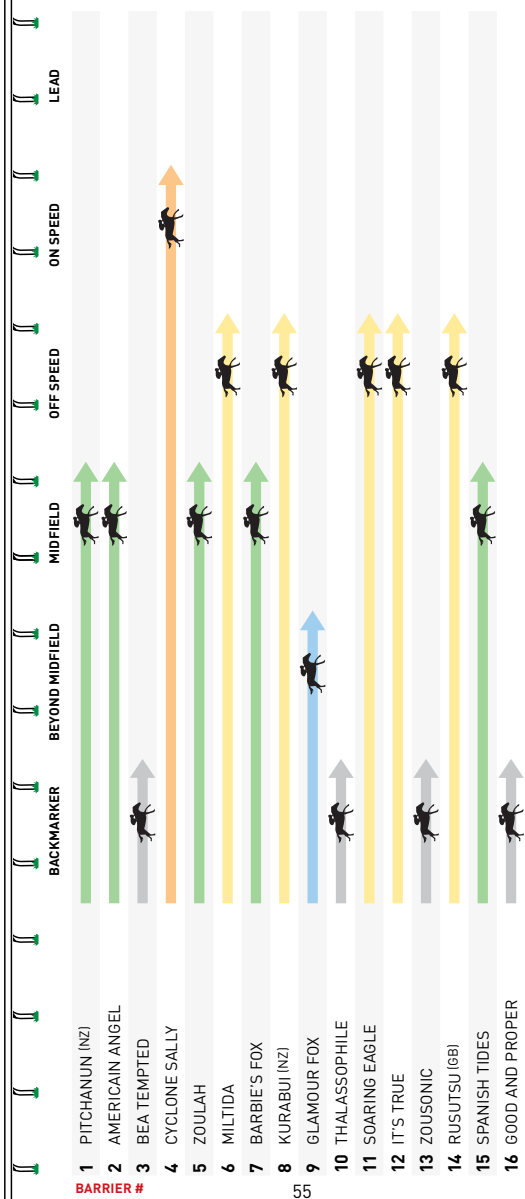 BACKMARKER BEYOND MIDFIELD MIDFIELD OFF SPEED ON SPEED LEAD
1 PITCHANUN (NZ)
2 AMERICAIN ANGEL
3 BEA TEMPTED
4 CYCLONE SALLY
5 ZOULAH
6 MILTIDA
7 BARBIE'S FOX
8 KURABUI (NZ)
9 GLAMOUR FOX
10 THALASSOPHILE
11 SOARING EAGLE
12 IT'S TRUE
13 ZOUSONIC
14 RUSUTSU (GB)
15 SPANISH TIDES
16 GOOD AND PROPER
BARRIER #
55